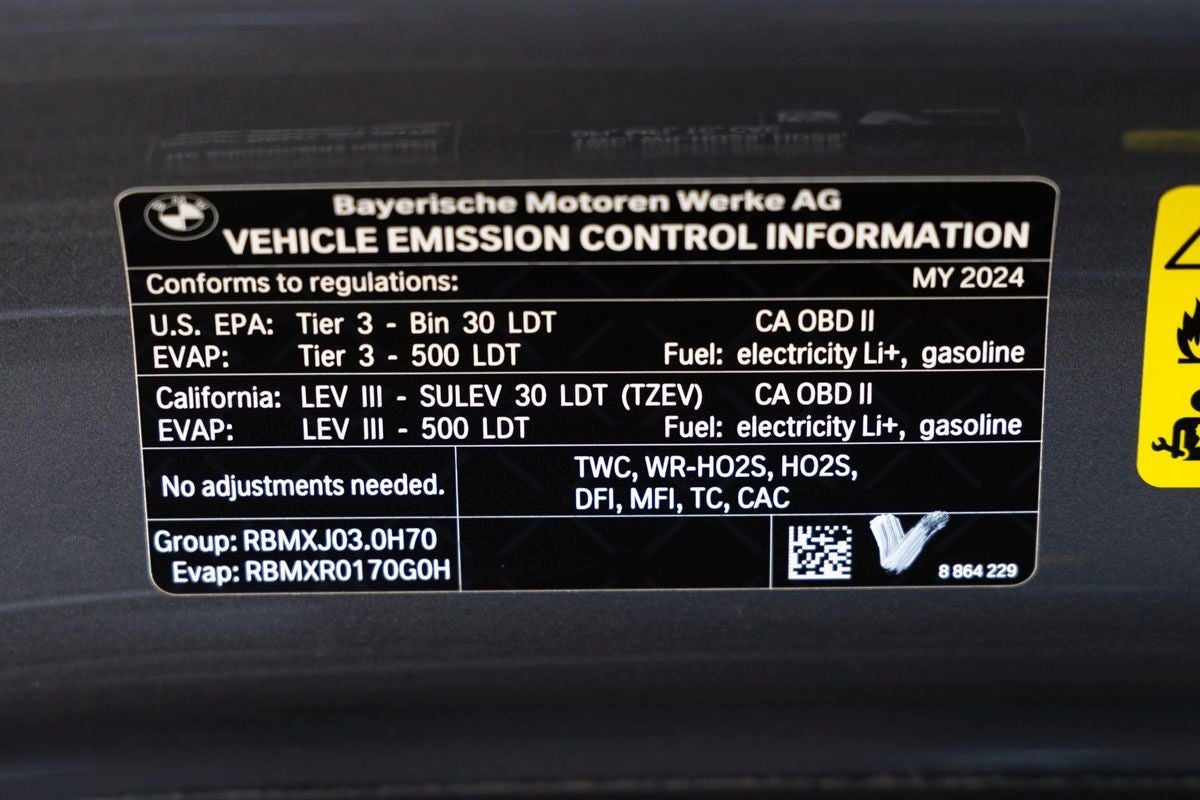 BMW
Bayerische Motoren Werke AG
VEHICLE EMISSION CONTROL INFORMATION
Conforms to regulations: MY 2024
U.S. EPA: Tier 3 - Bin 30 LDT CA OBD II
EVAP: Tier 3 - 500 LDT Fuel: electricity Li+, gasoline
California: LEV III - SULEV 30 LDT (TZEV) CA OBD II
EVAP: LEV III - 500 LDT Fuel: electricity Li+, gasoline
No adjustments needed.
TWC, WR-HO2S, HO2S,
DFI, MFI, TC, CAC
Group: RBMXJ03.0H70
Evap: RBMXR0170G0H
8 864 229